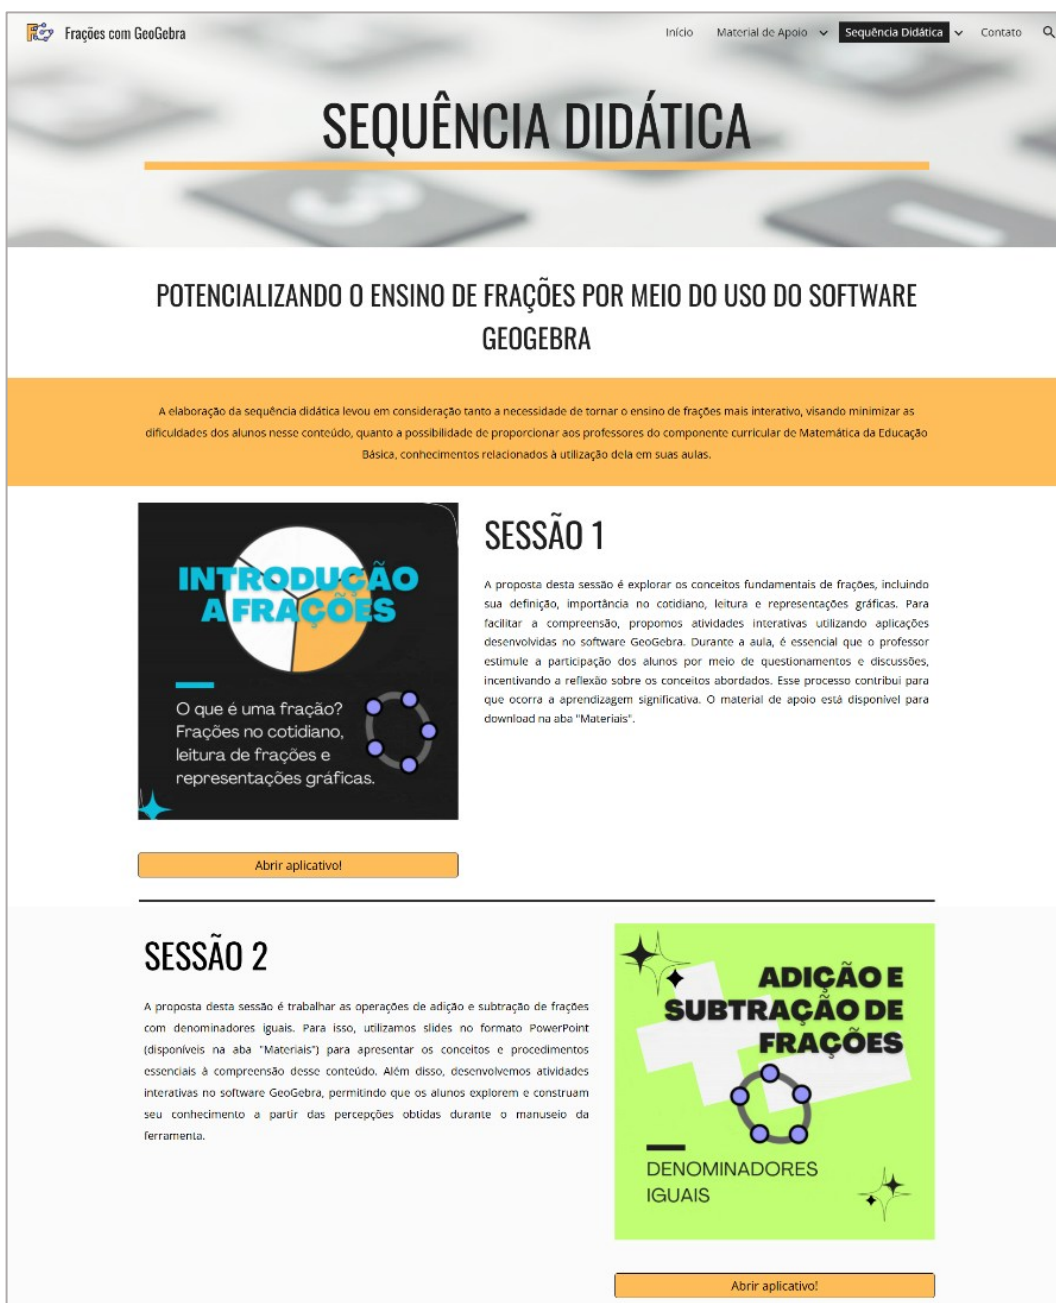 Frações com GeoGebra
Início Material de Apoio Sequência Didática Contato
SEQUÊNCIA DIDÁTICA
POTENCIALIZANDO O ENSINO DE FRAÇÕES POR MEIO DO USO DO SOFTWARE
GEOGEBRA
A elaboração da sequência didática levou em consideração tanto a necessidade de tornar o ensino de frações mais interativo, visando minimizar as
dificuldades dos alunos nesse conteúdo, quanto a possibilidade de proporcionar aos professores do componente curricular de Matemática da Educação
Básica, conhecimentos relacionados à utilização dela em suas aulas.
INTRODUÇÃO
A FRAÇÕES
O que é uma fração?
Frações no cotidiano,
leitura de frações e
representações gráficas.
Abrir aplicativo!
SESSÃO 1
A proposta desta sessão é explorar os conceitos fundamentais de frações, incluindo
sua definição, importância no cotidiano, leitura e representações gráficas. Para
facilitar a compreensão, propomos atividades interativas utilizando aplicações
desenvolvidas no software GeoGebra. Durante a aula, é essencial que o professor
estimule a participação dos alunos por meio de questionamentos e discussões,
incentivando a reflexão sobre os conceitos abordados. Esse processo contribui para
que ocorra a aprendizagem significativa. O material de apoio está disponível para
download na aba "Materiais".
SESSÃO 2
A proposta desta sessão é trabalhar as operações de adição e subtração de frações
com denominadores iguais. Para isso, utilizamos slides no formato PowerPoint
(disponíveis na aba "Materiais") para apresentar os conceitos e procedimentos
essenciais à compreensão desse conteúdo. Além disso, desenvolvemos atividades
interativas no software GeoGebra, permitindo que os alunos explorem e construam
seu conhecimento a partir das percepções obtidas durante o manuseio da
ferramenta.
ADIÇÃO E
SUBTRAÇÃO DE
FRAÇÕES
DENOMINADORES
IGUAIS
Abrir aplicativo!